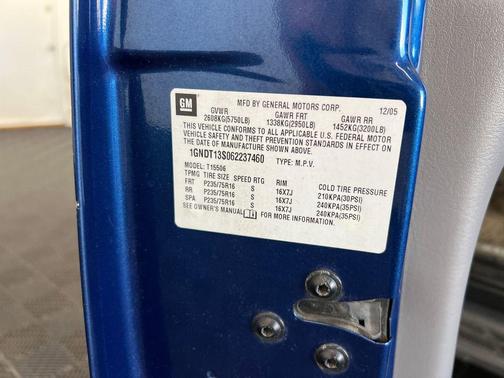 GM MFD BY GENERAL MOTORS CORP. 12/05
GVWR GAWR FRT GAWR RR
2608KG(5750LB) 1338KG(2950LB) 1452KG(3200LB)
THIS VEHICLE CONFORMS TO ALL APPLICABLE U.S. FEDERAL MOTOR
VEHICLE SAFETY, BUMPER, AND THEFT PREVENTION STANDARDS IN EFFECT ON
THE DATE OF MANUFACTURE SHOWN ABOVE.
1GNDT13S062237460 TYPE: M.P.V.
MODEL: T15506
TPMG TIRE SIZE SPEED RTG RIM COLD TIRE PRESSURE
FRT P235/75R16 S 16X7J 210KPA(30PSI)
RR P235/75R16 S 16X7J 240KPA(35PSI)
SPA P235/75R16 S 16X7J 240KPA(35PSI)
SEE OWNER'S MANUAL FOR MORE INFORMATION.